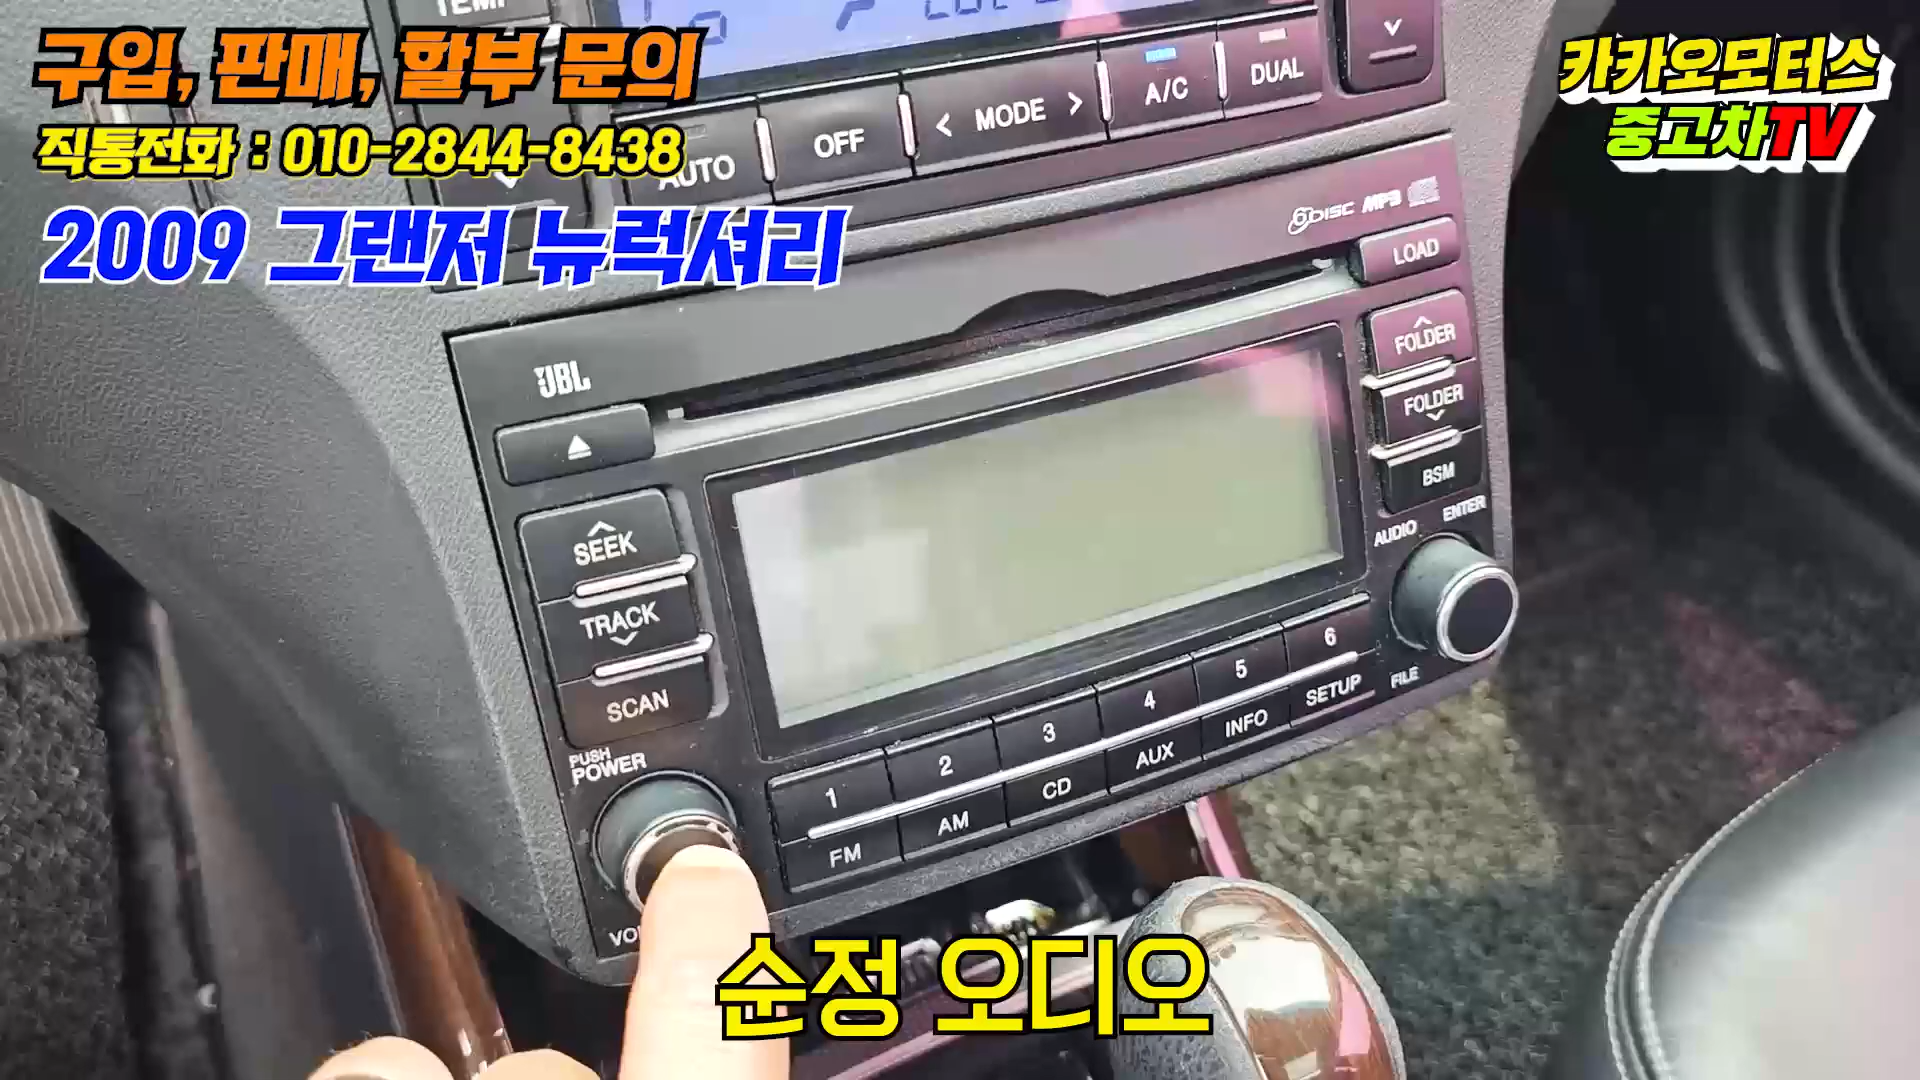 구입, 판매, 할부 문의
직통전화 : 010-2844-8438
2009 그랜저 뉴럭셔리
카카오모터스
중고차TV
TEMP
AUTO
OFF
< MODE >
A/C
DUAL
6DISC MP3
LOAD
JBL
FOLDER
FOLDER
BSM
SEEK
TRACK
SCAN
AUDIO
ENTER
FILE
PUSH
POWER
1 2 3 4 5 6
FM AM CD AUX INFO SETUP
순정 오디오